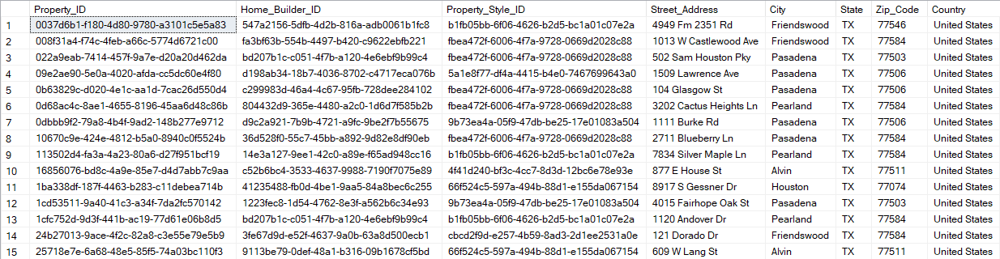 Property_ID Home_Builder_ID Property_Style_ID Street_Address City State Zip_Code Country
1 0037d6b1-f180-4d80-9780-a3101c5e5a83 547a2156-5dfb-4d2b-816a-adb0061b1fc8 b1fb05bb-6f06-4626-b2d5-bc1a01c07e2a 4949 Fm 2351 Rd Friendswood TX 77546 United States
2 008f31a4-f74c-4feb-a66c-5774d6721c00 fa3bf63b-554b-4497-b420-c9622ebfb221 fbea472f-6006-4f7a-9728-0669d2028c88 1013 W Castlewood Ave Friendswood TX 77584 United States
3 022a9eab-7414-457f-9a7e-d20a20d462da bd207b1c-c051-4f7b-a120-4e6ebf9b99c4 fbea472f-6006-4f7a-9728-0669d2028c88 502 Sam Houston Pky Pasadena TX 77503 United States
4 09e2ae90-5e0a-4020-afda-cc5dc60e4f80 d198ab34-18b7-4036-8702-c4717eca076b 5a1e8f77-df4a-4415-b4e0-7467699643a0 1509 Lawrence Ave Pasadena TX 77506 United States
5 0b63829c-d020-4e1c-aa1d-7cac26d550d4 c299983d-46a4-4c67-95fb-728dee284102 fbea472f-6006-4f7a-9728-0669d2028c88 104 Glasgow St Pasadena TX 77506 United States
6 0d68ac4c-8ae1-4655-8196-45aa6d48c86b 804432d9-365e-4480-a2c0-1d6d7f585b2b fbea472f-6006-4f7a-9728-0669d2028c88 3202 Cactus Heights Ln Pearland TX 77584 United States
7 0dbbb9f2-79a8-4b4f-9ad2-148b277e9712 d9c2a921-7b9b-4721-a9fc-9be2f7b55675 9b73ea4a-05f9-47db-be25-17e01083a504 1111 Burke Rd Pasadena TX 77506 United States
8 10670c9e-424e-4812-b5a0-8940c0f5524b 36d528f0-55c7-45bb-a892-9d82e8df90eb fbea472f-6006-4f7a-9728-0669d2028c88 2711 Blueberry Ln Pasadena TX 77584 United States
9 113502d4-fa3a-4a23-80a6-d27f951bcf19 14e3a127-9ee1-42c0-a89e-f65ad948cc16 b1fb05bb-6f06-4626-b2d5-bc1a01c07e2a 7834 Silver Maple Ln Pearland TX 77584 United States
10 16856076-bd8c-4a9e-85e7-d4d7abb7c9aa c52b6bc4-3533-4637-9988-7190f7075e89 4f41d240-bf3c-4cc7-8d3d-12bc6e78e93e 877 E House St Alvin TX 77511 United States
11 1ba338df-187f-4463-b283-c11debea714b 41235488-fb0d-4be1-9aa5-84a8bec6c255 66f524c5-597a-494b-88d1-e155da067154 8917 S Gessner Dr Houston TX 77074 United States
12 1cd53511-9a40-41c3-a34f-7da2fc570142 1223fec8-1d54-4762-8e3f-a562b6c34e93 9b73ea4a-05f9-47db-be25-17e01083a504 4015 Fairhope Oak St Pasadena TX 77503 United States
13 1cfc752d-9d3f-441b-ac19-77d61e06b8d5 bd207b1c-c051-4f7b-a120-4e6ebf9b99c4 b1fb05bb-6f06-4626-b2d5-bc1a01c07e2a 1120 Andover Dr Pearland TX 77584 United States
14 24b27013-9ace-4f2c-82a8-c3e55e79e5b9 3fe67d9d-e52f-4637-9a0b-63a8d500ecb1 cbcd2f9d-e257-4b59-8ad3-2d1ee2531a0e 121 Dorado Dr Friendswood TX 77584 United States
15 25718e7e-6a68-48e5-85f5-74a03bc110f3 9113be79-0def-48a1-b316-09b1678cf5bd 66f524c5-597a-494b-88d1-e155da067154 609 W Lang St Alvin TX 77511 United States